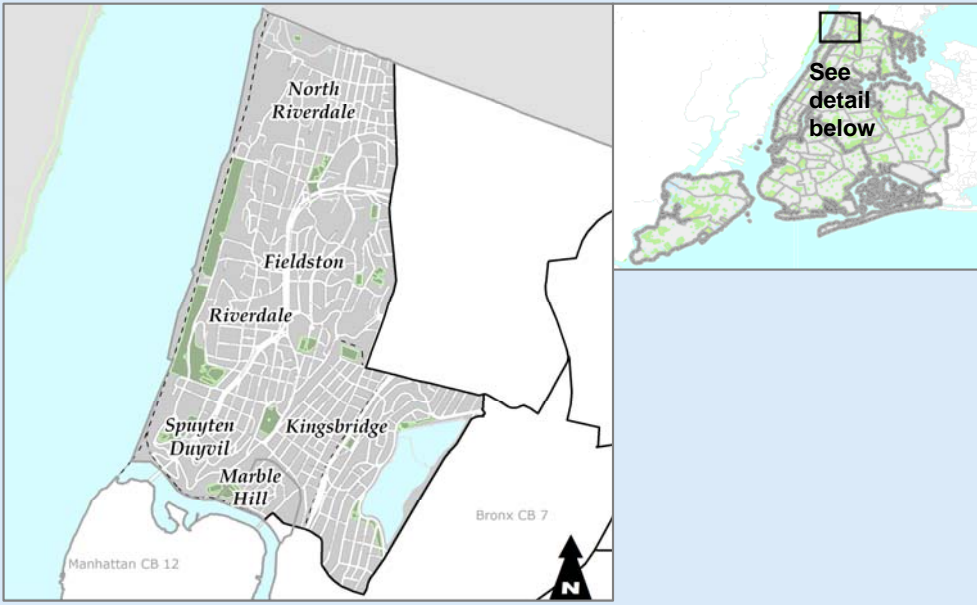 North
Riverdale
Fieldston
Riverdale
Spuyten
Duyvil
Kingsbridge
Marble
Hill
Bronx CB 7
Manhattan CB 12
N
See
detail
below